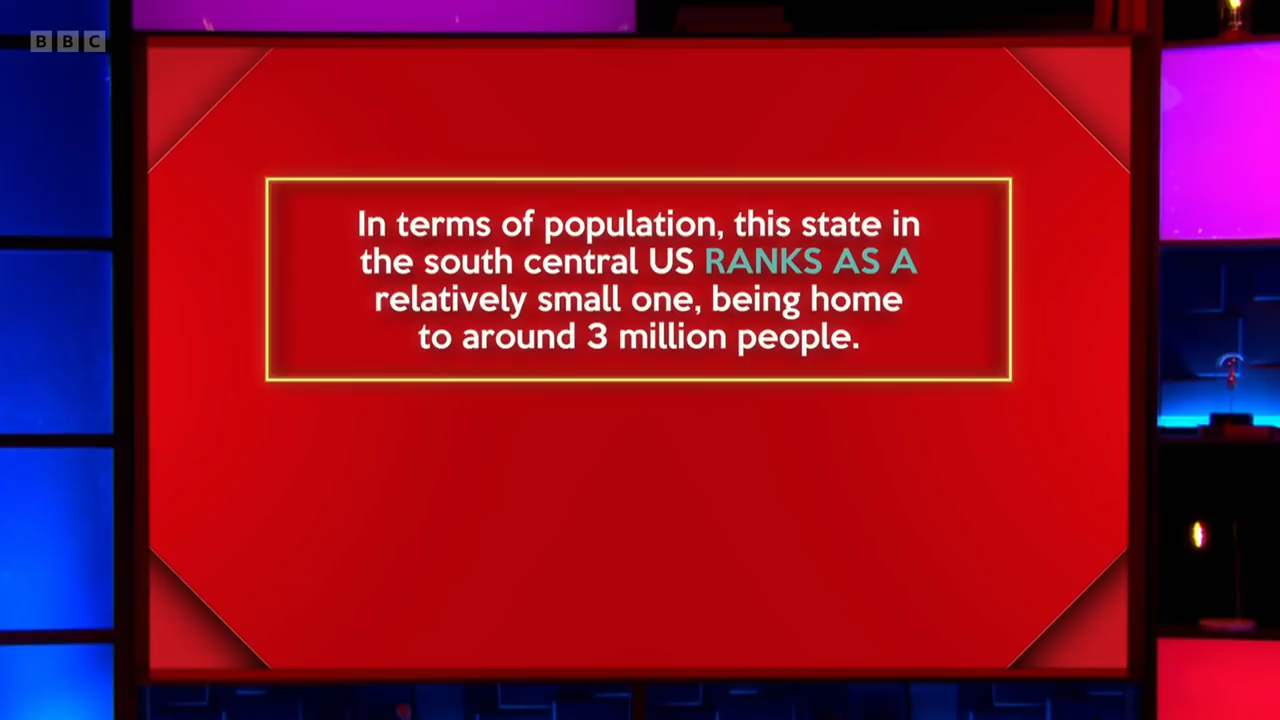 BBC
In terms of population, this state in
the south central US RANKS AS A
relatively small one, being home
to around 3 million people.